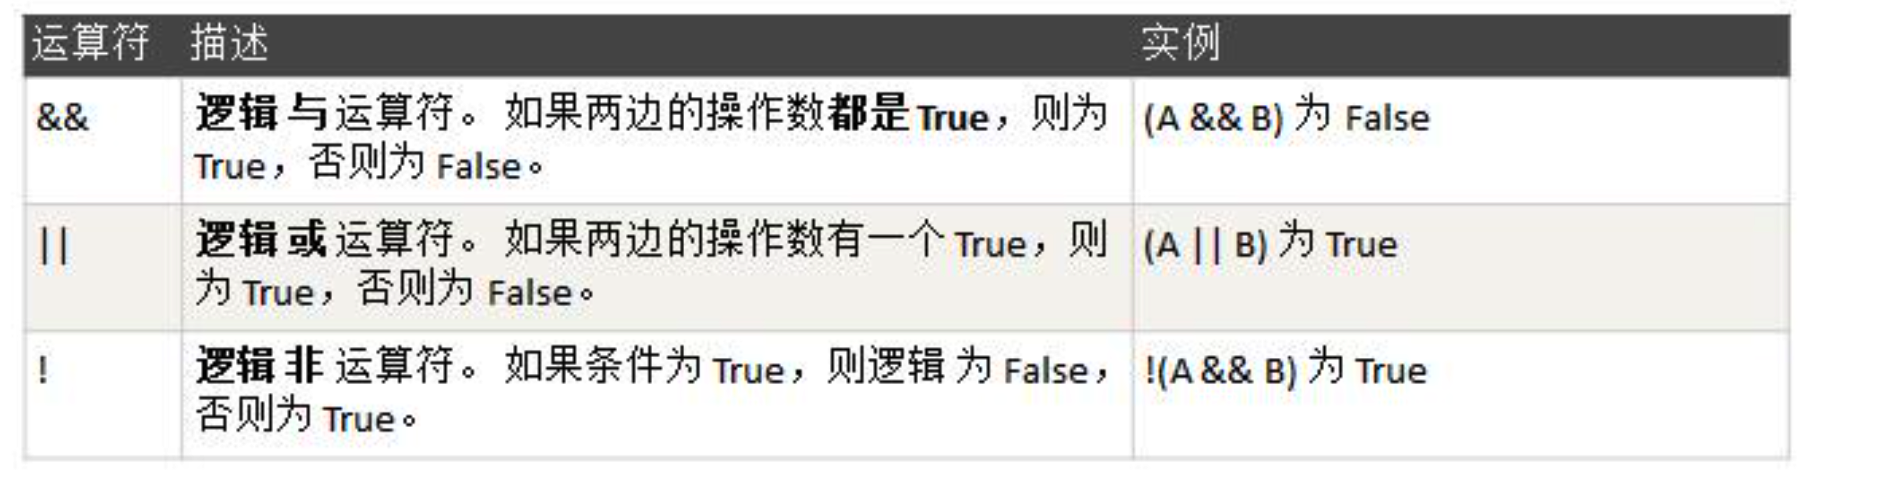 运算符 描述 实例
&& 逻辑 与 运算符。 如果两边的操作数都是 True，则为 (A && B) 为 False
True，否则为 False。
|| 逻辑 或 运算符。 如果两边的操作数有一个 True，则 (A || B) 为 True
为 True，否则为 False。
! 逻辑 非 运算符。 如果条件为 True，则逻辑 为 False， !(A && B) 为 True
否则为 True。